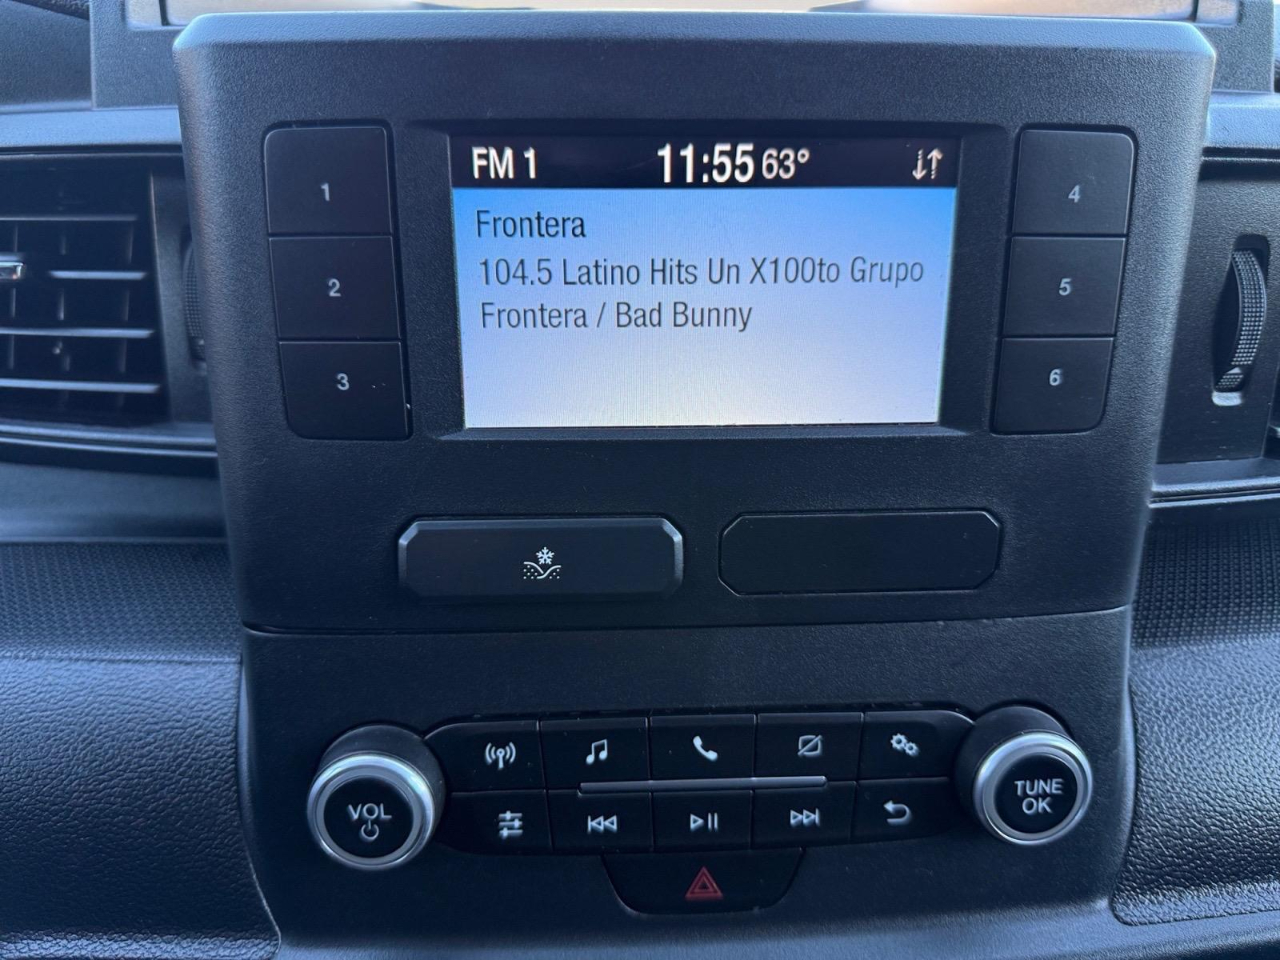 FM 1 11:55 63°
Frontera
104.5 Latino Hits Un X100to Grupo
Frontera / Bad Bunny
1
2
3
4
5
6
VOL
TUNE
OK